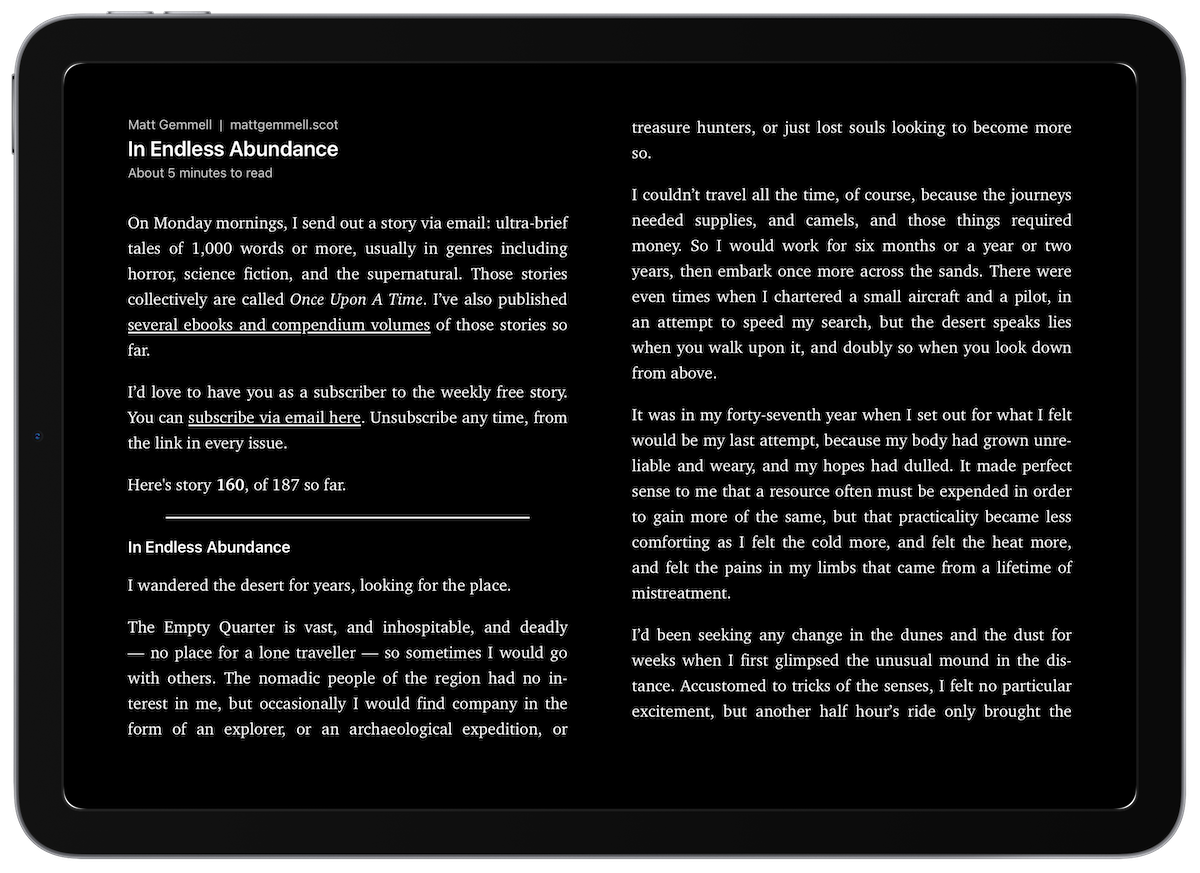 Matt Gemmell | mattgemmell.scot
In Endless Abundance
About 5 minutes to read
On Monday mornings, I send out a story via email: ultra-brief
tales of 1,000 words or more, usually in genres including
horror, science fiction, and the supernatural. Those stories
collectively are called Once Upon A Time. I’ve also published
several ebooks and compendium volumes of those stories so
far.
I’d love to have you as a subscriber to the weekly free story.
You can subscribe via email here. Unsubscribe any time, from
the link in every issue.
Here's story 160, of 187 so far.
In Endless Abundance
I wandered the desert for years, looking for the place.
The Empty Quarter is vast, and inhospitable, and deadly
— no place for a lone traveller — so sometimes I would go
with others. The nomadic people of the region had no in-
terest in me, but occasionally I would find company in the
form of an explorer, or an archaeological expedition, or
treasure hunters, or just lost souls looking to become more
so.
I couldn’t travel all the time, of course, because the journeys
needed supplies, and camels, and those things required
money. So I would work for six months or a year or two
years, then embark once more across the sands. There were
even times when I chartered a small aircraft and a pilot, in
an attempt to speed my search, but the desert speaks lies
when you walk upon it, and doubly so when you look down
from above.
It was in my forty-seventh year when I set out for what I felt
would be my last attempt, because my body had grown unre-
liable and weary, and my hopes had dulled. It made perfect
sense to me that a resource often must be expended in order
to gain more of the same, but that practicality became less
comforting as I felt the cold more, and felt the heat more,
and felt the pains in my limbs that came from a lifetime of
mistreatment.
I’d been seeking any change in the dunes and the dust for
weeks when I first glimpsed the unusual mound in the dis-
tance. Accustomed to tricks of the senses, I felt no particular
excitement, but another half hour’s ride only brought the